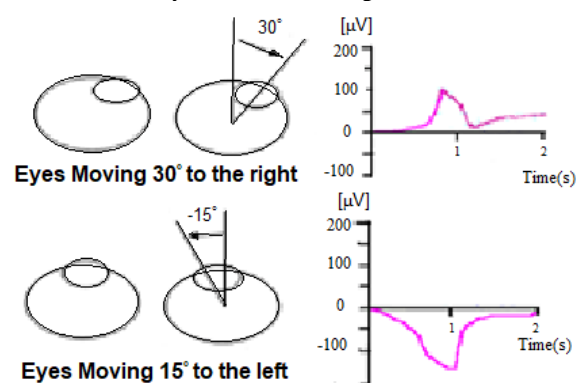 [μV]
30°
200
100
0
-100
1
2
Time(s)
Eyes Moving 30° to the right
[μV]
-15°
200
100
0
-100
1
2
Time(s)
Eyes Moving 15° to the left